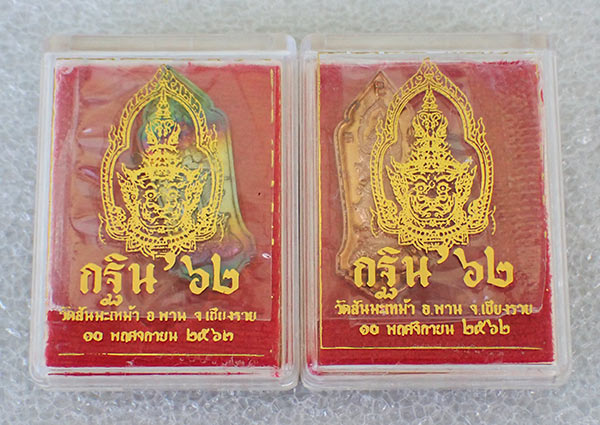 กฐิน'๖๒
วัดสันมะเหม้า อ.พาน จ.เชียงราย
๑๐ พฤศจิกายน ๒๕๖๒
กฐิน'๖๒
วัดสันมะเหม้า อ.พาน จ.เชียงราย
๑๐ พฤศจิกายน ๒๕๖๒